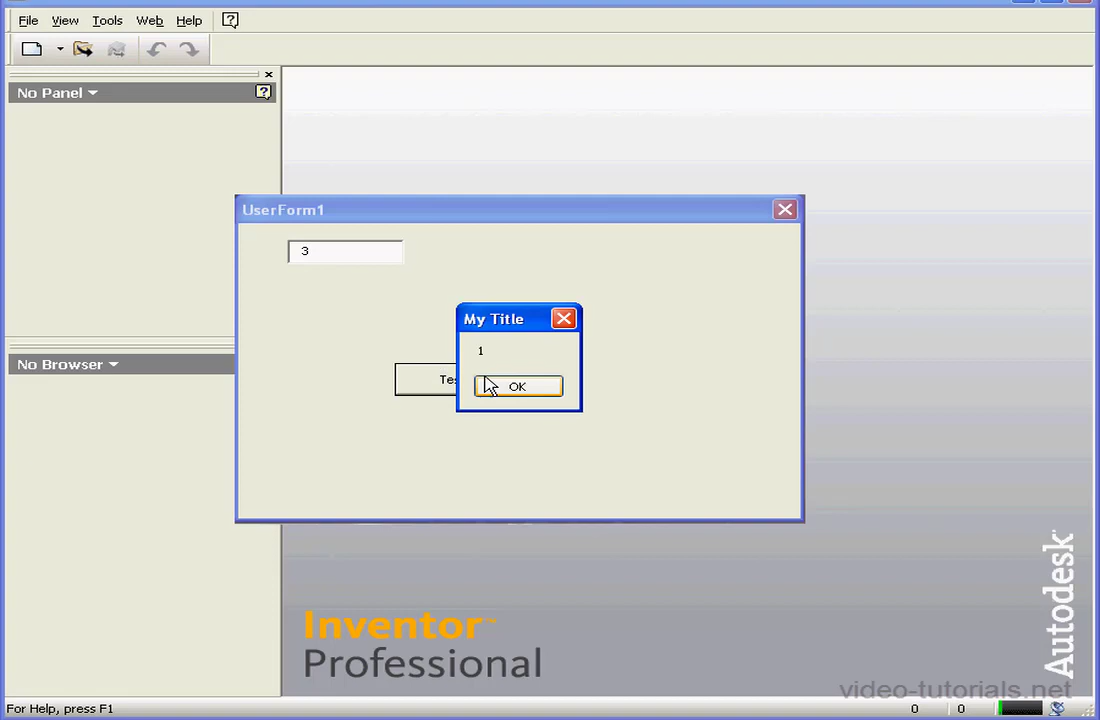 File View Tools Web Help
No Panel
UserForm1
3
My Title
1
OK
No Browser
Autodesk
Inventor™
Professional
video-tutorials.net
For Help, press F1 0 0